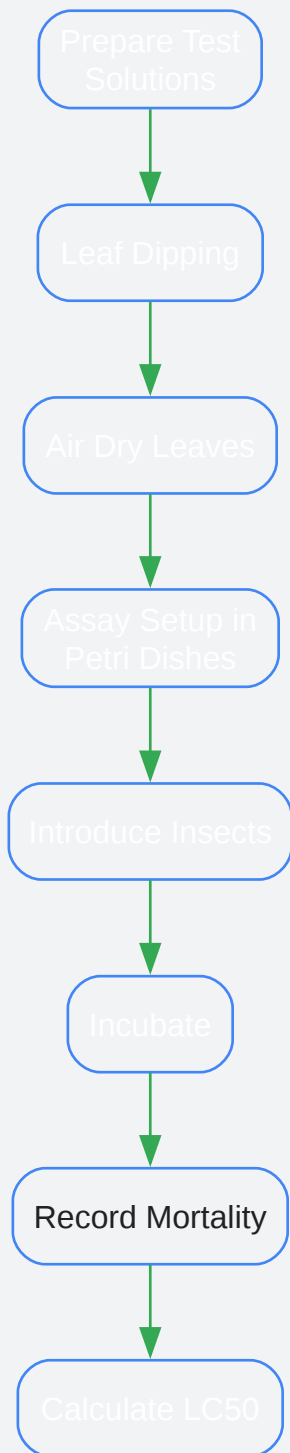 Prepare Test
Solutions
Leaf Dipping
Air Dry Leaves
Assay Setup in
Petri Dishes
Introduce Insects
Incubate
Record Mortality
Calculate LC50